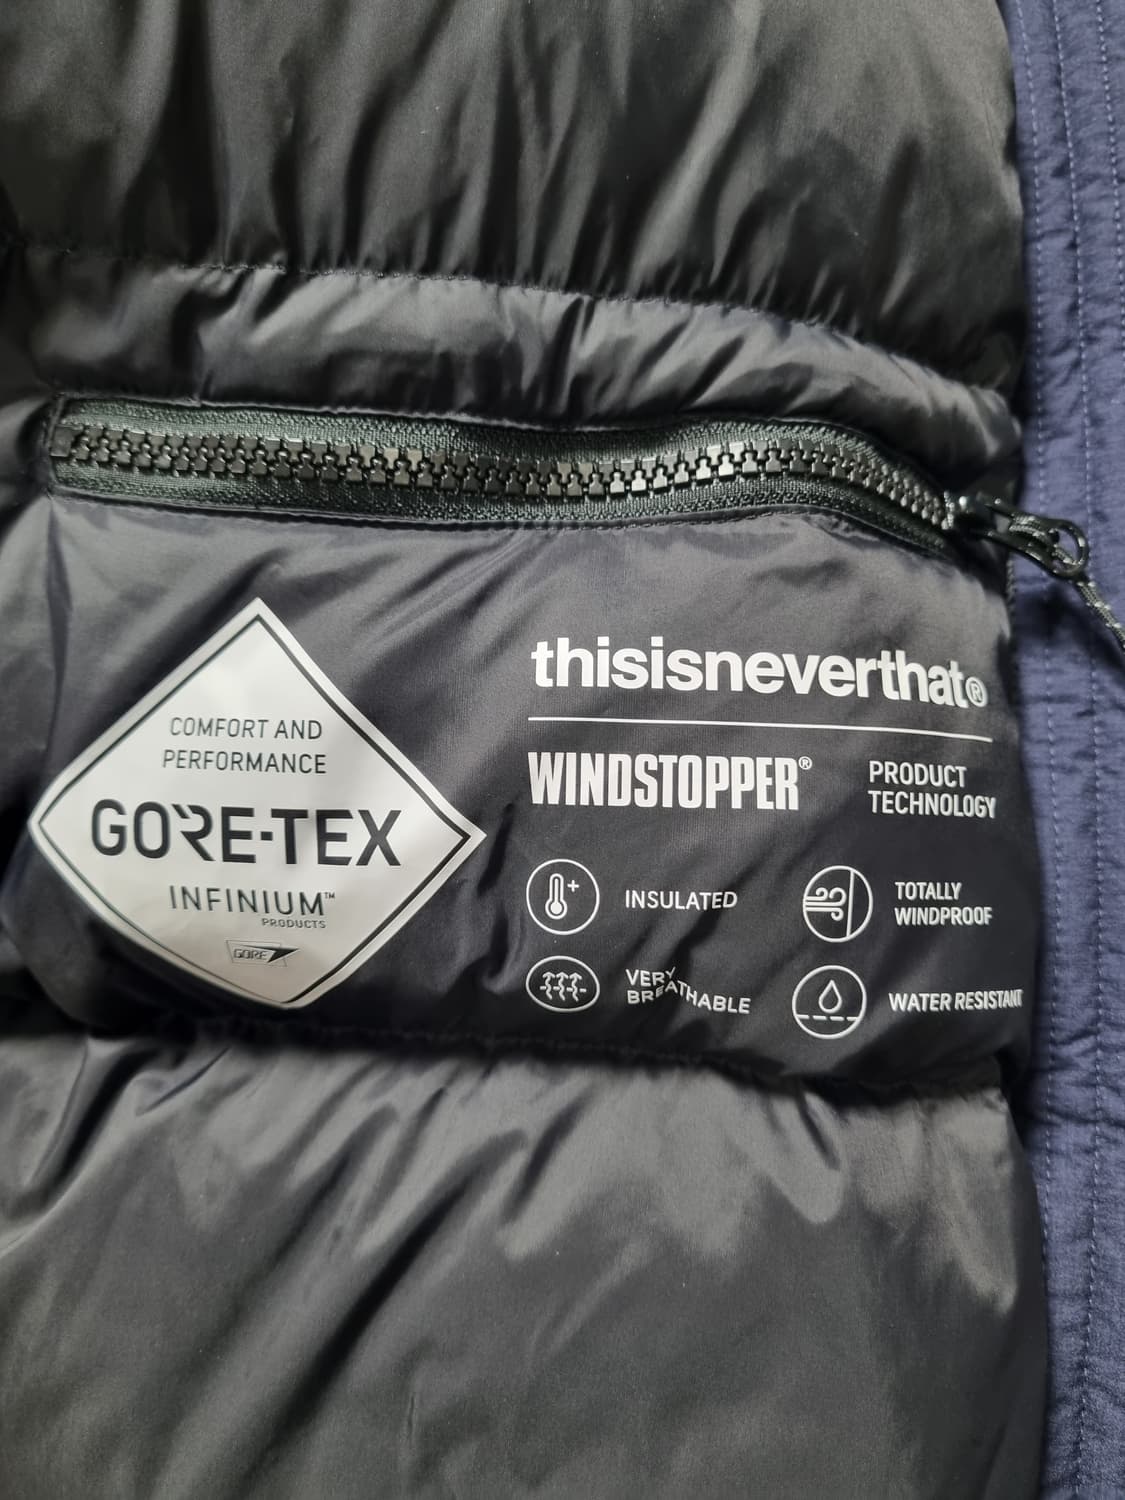 COMFORT AND
PERFORMANCE
GORE-TEX
INFINIUM™
PRODUCTS
GORE
thisisneverthat®
WINDSTOPPER®
PRODUCT
TECHNOLOGY
INSULATED
TOTALLY
WINDPROOF
VERY
BREATHABLE
WATER RESISTANT